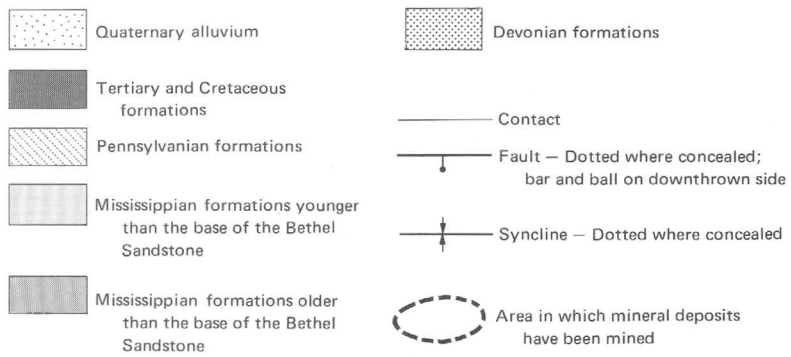 Quaternary alluvium
Tertiary and Cretaceous
formations
Pennsylvanian formations
Mississippian formations younger
than the base of the Bethel
Sandstone
Mississippian formations older
than the base of the Bethel
Sandstone
Devonian formations
Contact
Fault — Dotted where concealed;
bar and ball on downthrown side
Syncline — Dotted where concealed
Area in which mineral deposits
have been mined